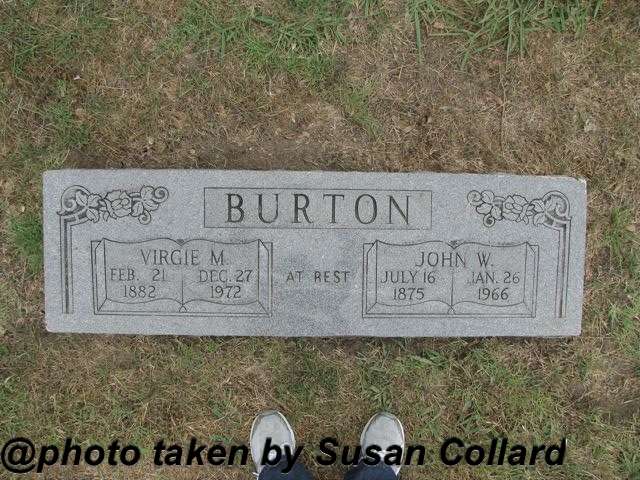 BURTON
VIRGIE M.
FEB. 21 DEC. 27
1882 1972
AT REST
JOHN W.
JULY 16 JAN. 26
1875 1966
@photo taken by Susan Collard